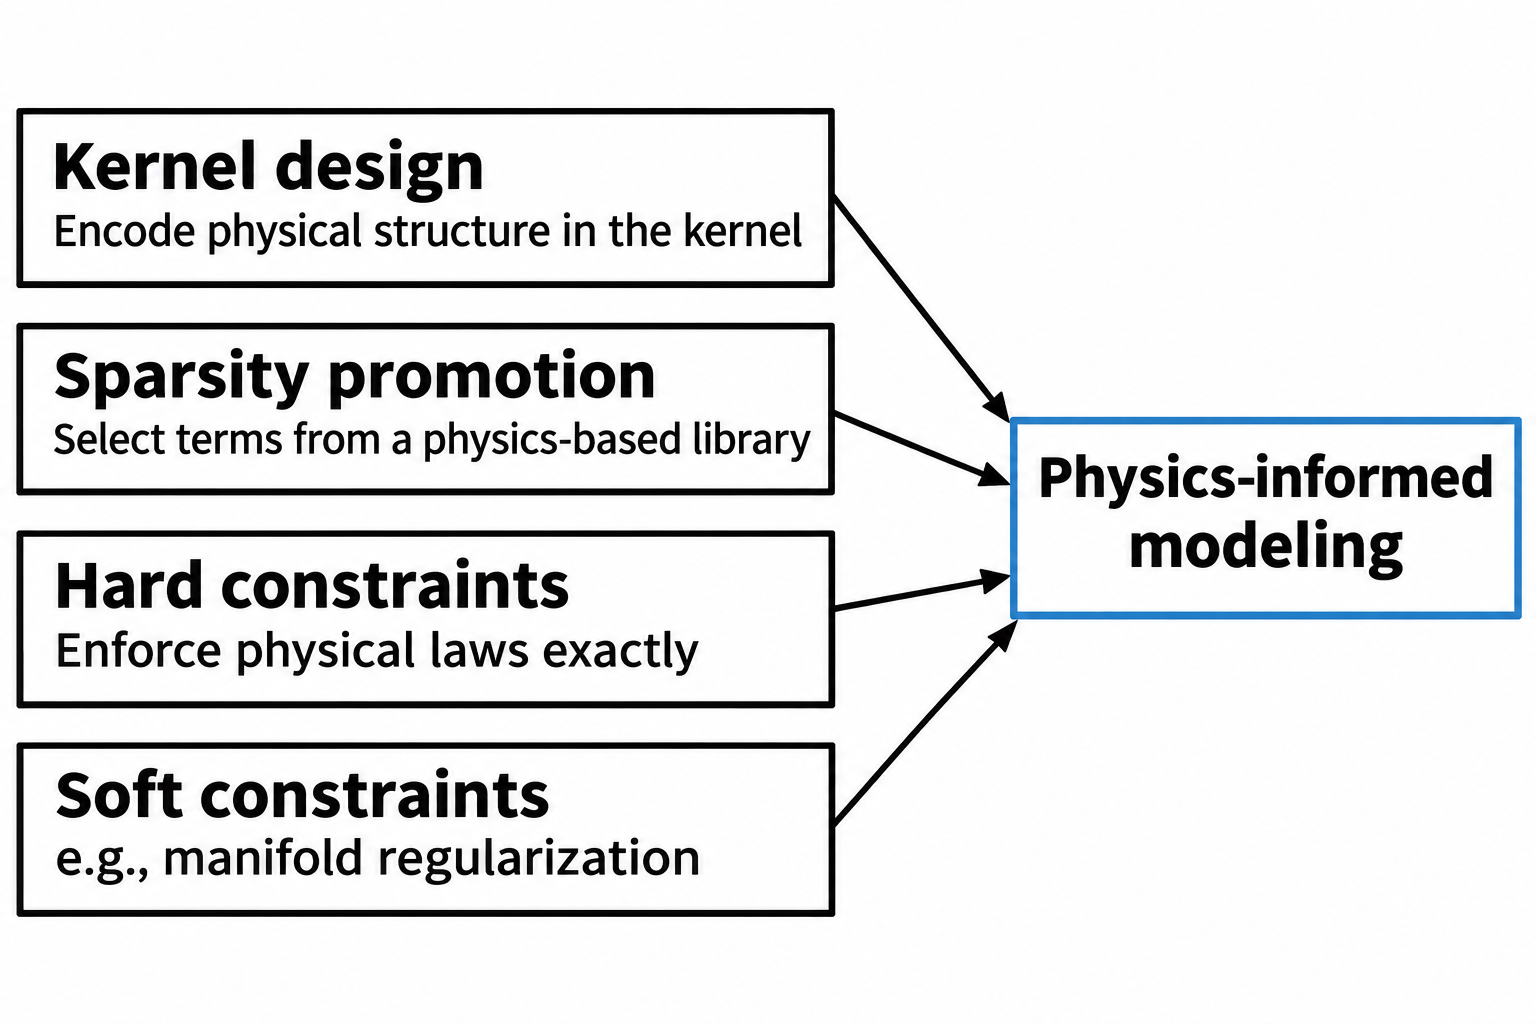 Kernel design
Encode physical structure in the kernel
Sparsity promotion
Select terms from a physics-based library
Hard constraints
Enforce physical laws exactly
Soft constraints
e.g., manifold regularization
Physics-informed
modeling